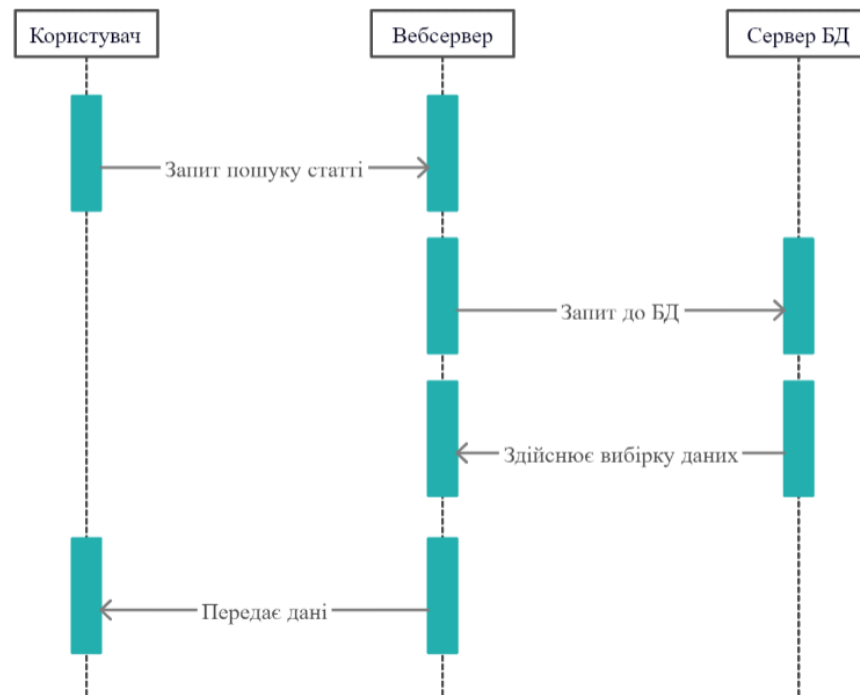 Користувач
Вебсервер
Сервер БД
Запит пошуку статті
Запит до БД
Здійснює вибірку даних
Передає дані